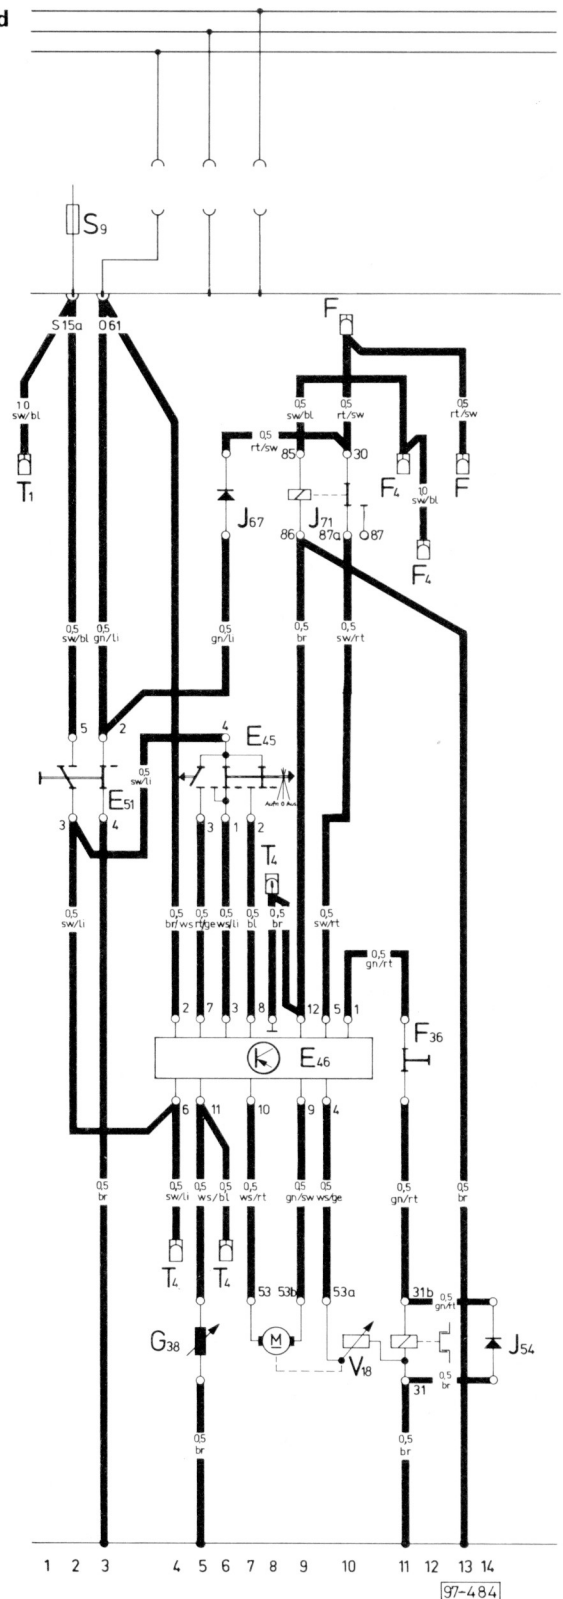 d
S9
S 15a O 61
F
1,0
sw/bl
0,5
sw/bl
0,5
rt/sw
0,5
rt/sw
0,5
rt/sw
85 30
T1
F4 F
1,0
sw/bl
J67
J71
86 87a 87
F4
0,5
sw/bl
0,5
gn/li
0,5
gn/li
0,5
br
0,5
sw/rt
5 2
4 E45
0,5
sw/li
E51
Aufn 0 Aus
3 4
3 1 2
T4
0,5
sw/li
0,5
br/ws
0,5
rt/ge
0,5
ws/li
0,5
bl
0,5
br
0,5
sw/rt
0,5
gn/rt
2 7 3 8 12 5 1
F36
E46
6 11 10 9 4
0,5
br
0,5
sw/li
0,5
ws/bl
0,5
ws/rt
0,5
gn/sw
0,5
ws/ge
0,5
gn/rt
0,5
br
T4 T4
53 53b 53a
31b
0,5
gn/rt
G38
M
V18
J54
31
0,5
br
0,5
br
0,5
br
1 2 3 4 5 6 7 8 9 10 11 12 13 14
97-484